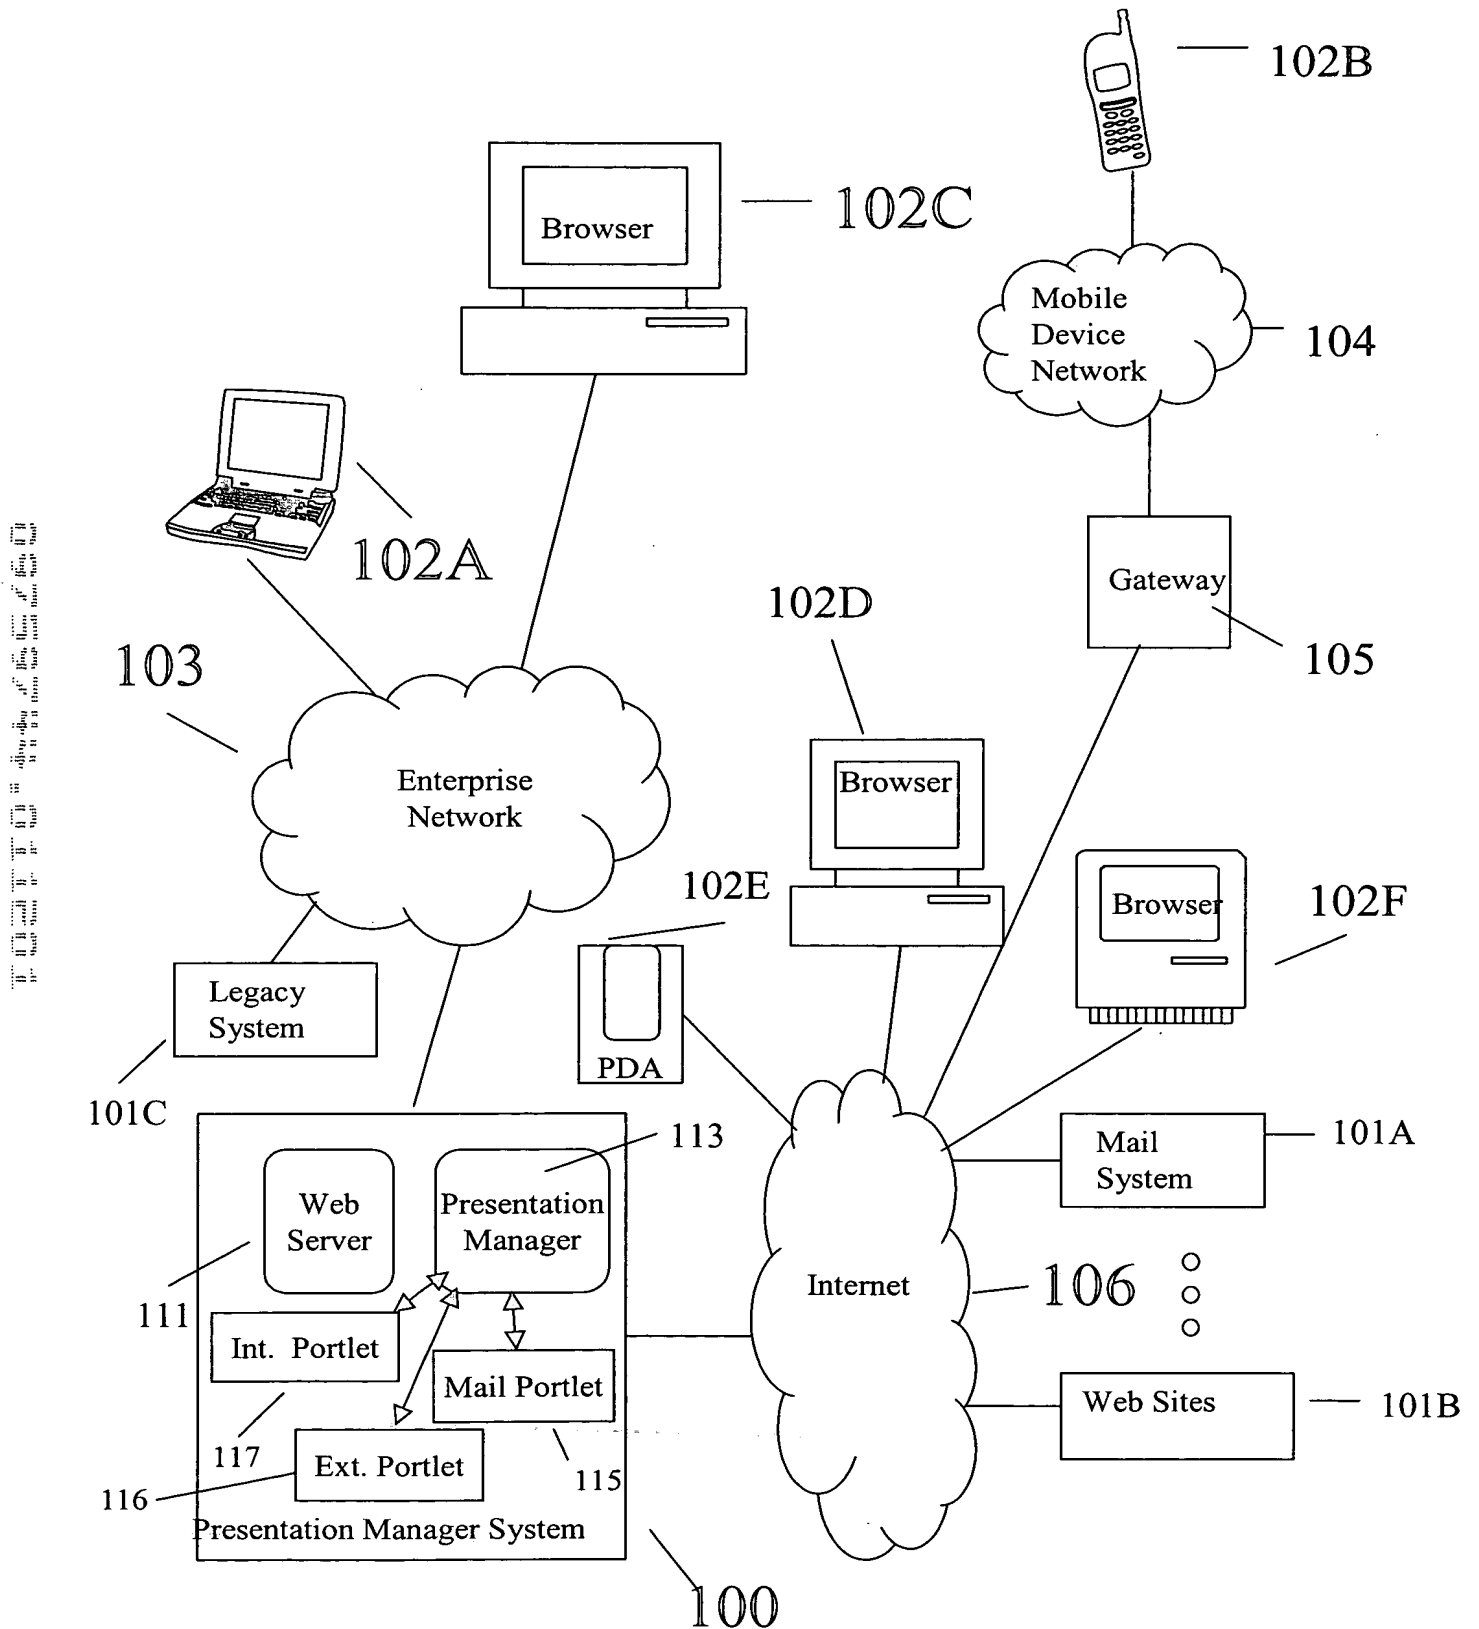 102B
102C
Browser
Mobile
Device
Network
104
102A
Gateway
105
102D
103
Browser
Enterprise
Network
102E
Browser
102F
Legacy
System
PDA
101C
113
Mail
System
101A
Web
Server
Presentation
Manager
111
Internet
106
Int. Portlet
Mail Portlet
Web Sites
101B
117
Ext. Portlet
115
116
Presentation Manager System
100
09757944.011201